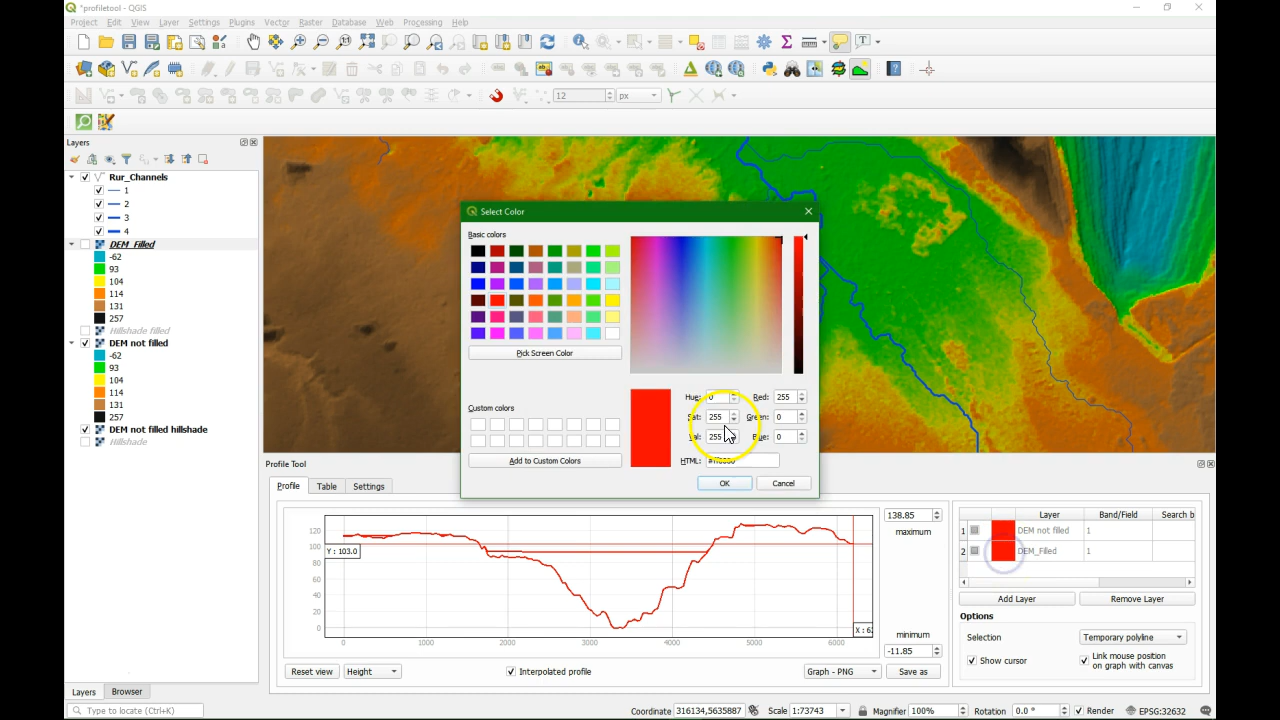 *profiletool - QGIS
Project Edit View Layer Settings Plugins Vector Raster Database Web Processing Help
12 px
Layers
Rur_Channels
1
2
3
4
DEM_Filled
-62
93
104
114
131
257
Hillshade filled
DEM not filled
-62
93
104
114
131
257
DEM not filled hillshade
Hillshade
Layers Browser
Type to locate (Ctrl+K)
Select Color
Basic colors
Pick Screen Color
Custom colors
Add to Custom Colors
Hue: 0 Red: 255
Sat: 255 Green: 0
Val: 255 Blue: 0
HTML:
OK Cancel
Profile Tool
Profile Table Settings
120
100
80
60
40
20
0
Y : 103.0
X : 6
0 1000 2000 3000 4000 5000 6000
138.85
maximum
minimum
-11.85
Reset view Height Interpolated profile Graph - PNG Save as
Layer Band/Field Search b
1 DEM not filled 1
2 DEM_Filled 1
Add Layer Remove Layer
Options
Selection Temporary polyline
Show cursor
Link mouse position
on graph with canvas
Coordinate 316134,5635887 Scale 1:73743 Magnifier 100% Rotation 0.0 ° Render EPSG:32632